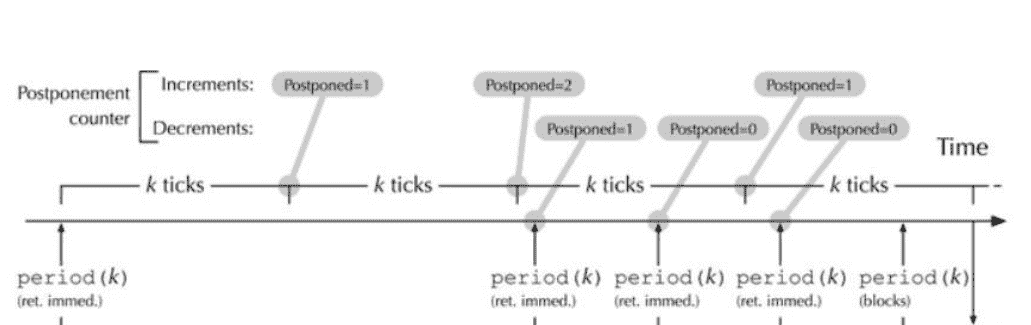 Postponement counter
Increments:
Postponed=1
Postponed=2
Postponed=1
Decrements:
Postponed=1
Postponed=0
Postponed=0
Time
k ticks
k ticks
k ticks
k ticks
period(k)
(ret. immed.)
period(k)
(ret. immed.)
period(k)
(ret. immed.)
period(k)
(ret. immed.)
period(k)
(blocks)